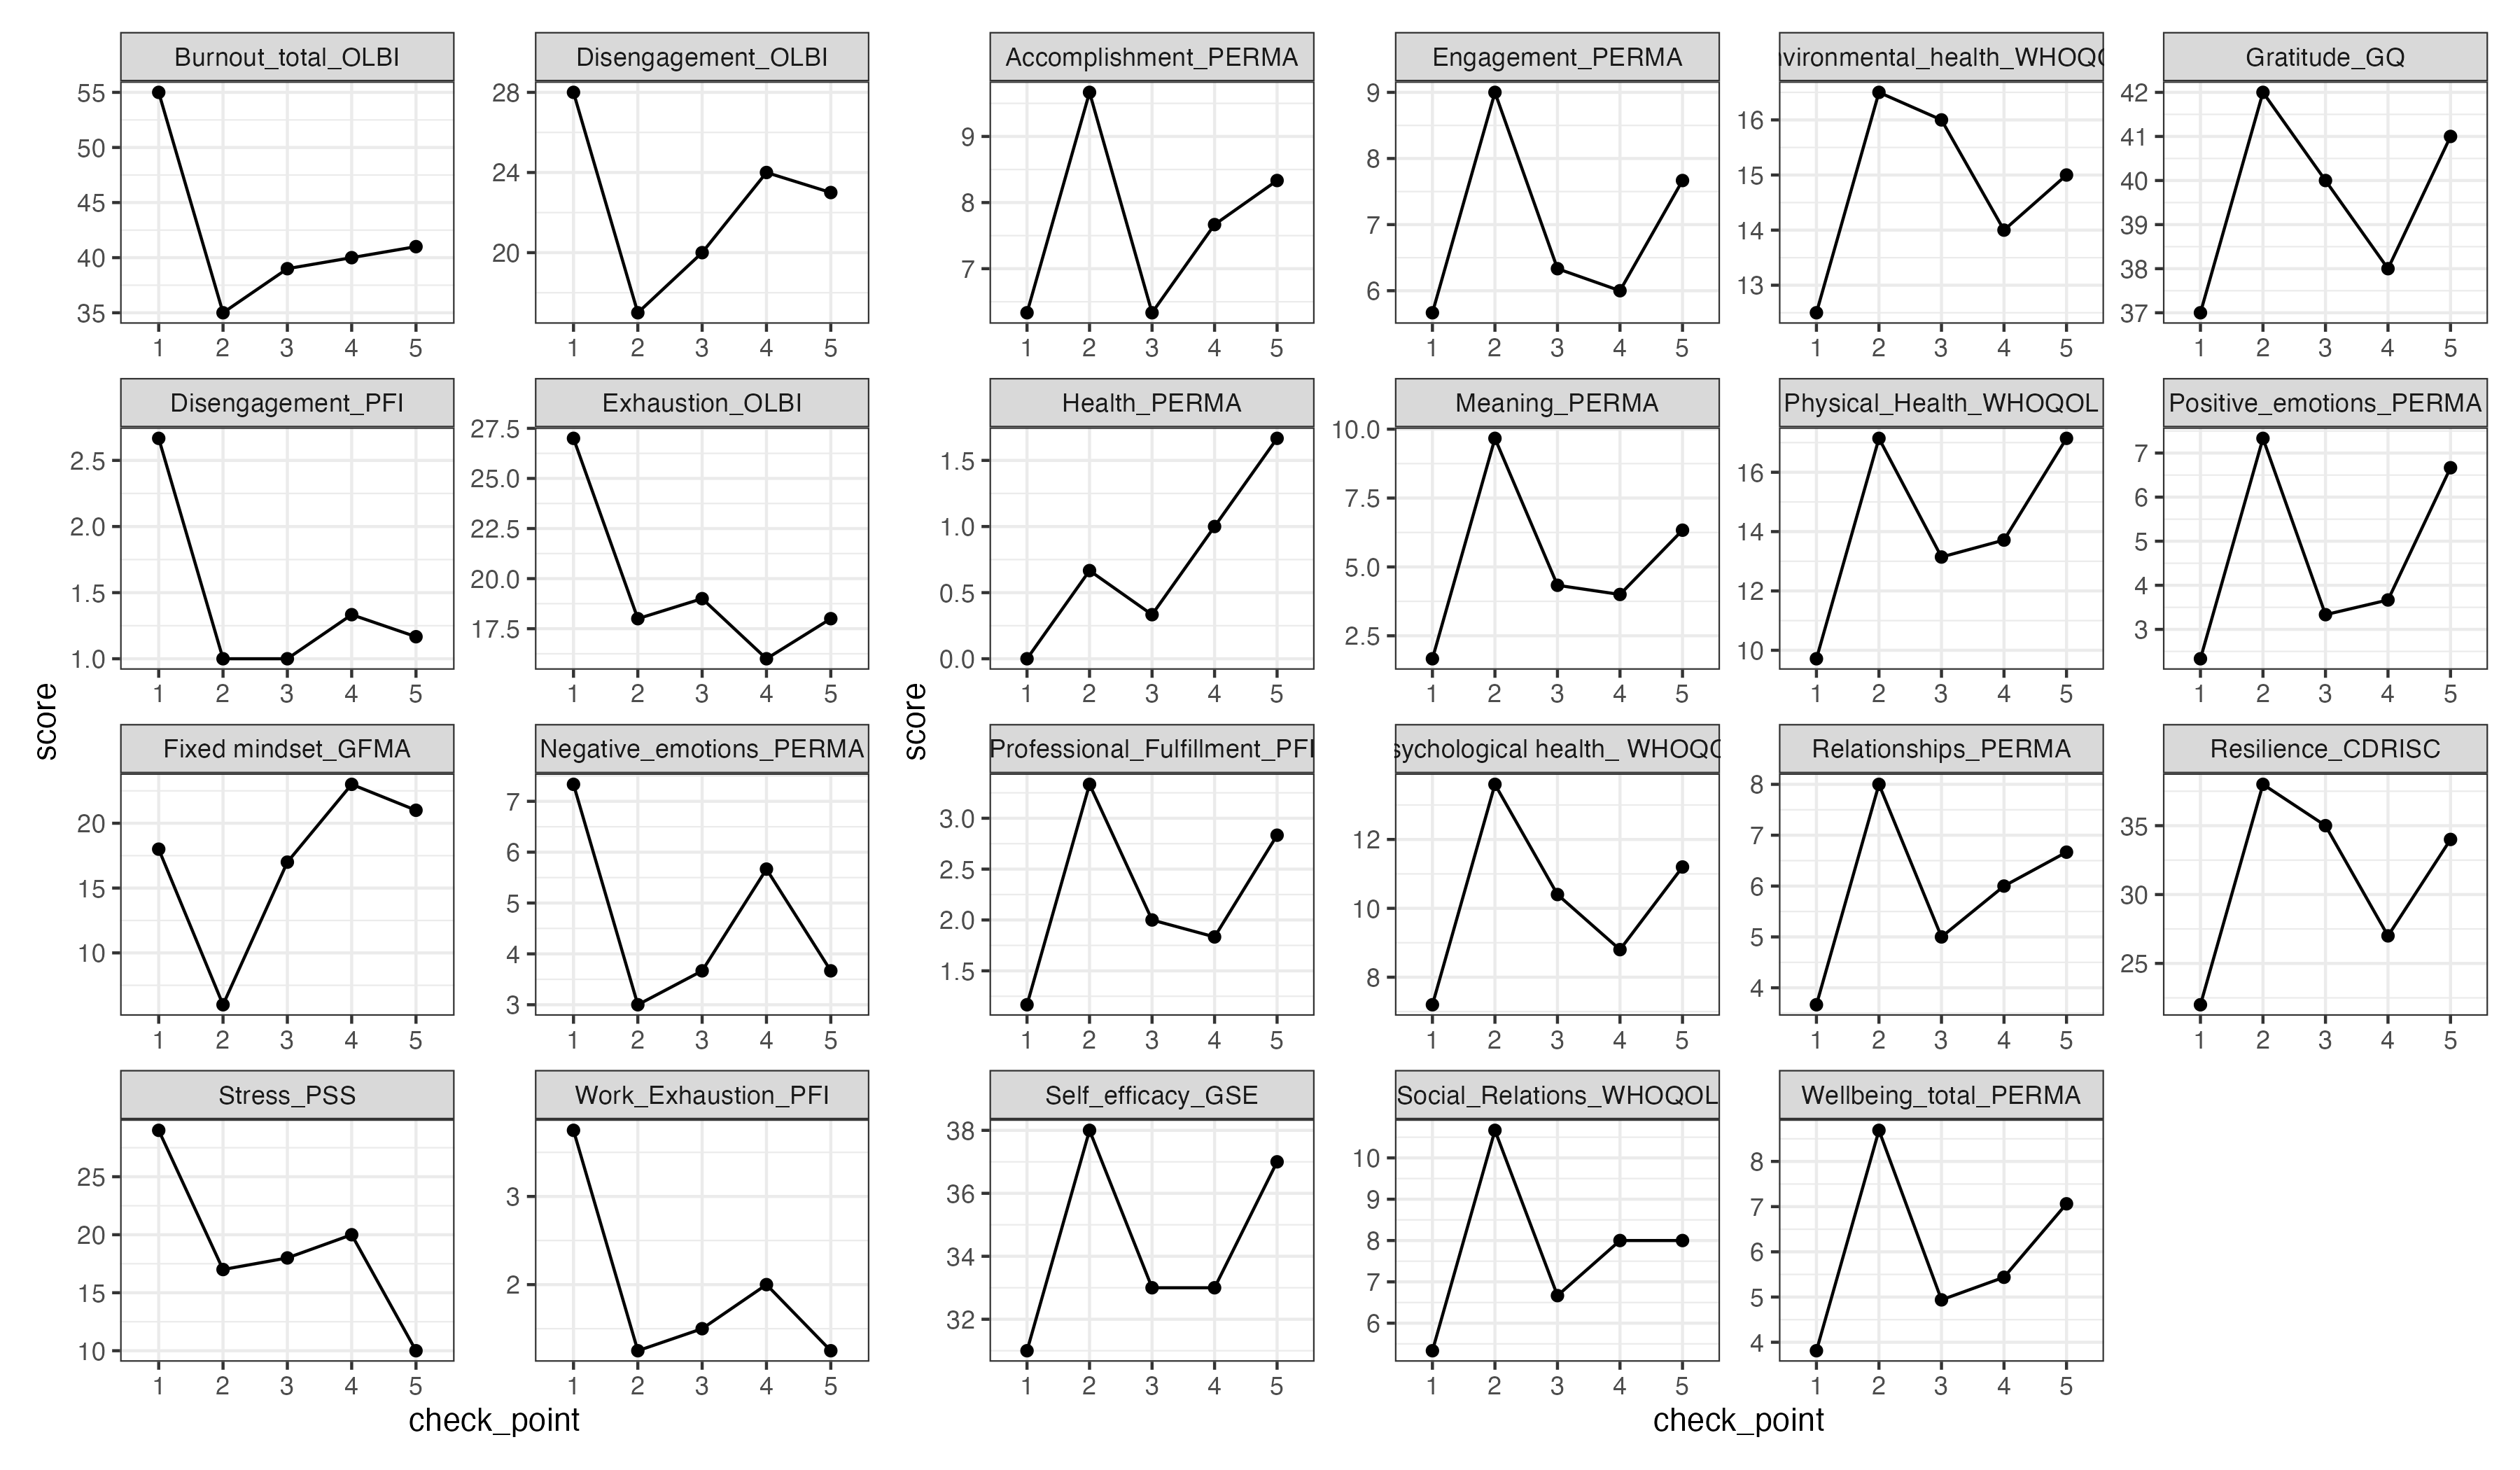 Burnout_total_OLBI
55
50
45
40
35
1 2 3 4 5
Disengagement_OLBI
28
24
20
1 2 3 4 5
Accomplishment_PERMA
9
8
7
1 2 3 4 5
Engagement_PERMA
9
8
7
6
1 2 3 4 5
nvironmental_health_WHOQO
16
15
14
13
1 2 3 4 5
Gratitude_GQ
42
41
40
39
38
37
1 2 3 4 5
Disengagement_PFI
2.5
2.0
1.5
1.0
1 2 3 4 5
Exhaustion_OLBI
27.5
25.0
22.5
20.0
17.5
1 2 3 4 5
Health_PERMA
1.5
1.0
0.5
0.0
1 2 3 4 5
Meaning_PERMA
10.0
7.5
5.0
2.5
1 2 3 4 5
Physical_Health_WHOQOL
16
14
12
10
1 2 3 4 5
Positive_emotions_PERMA
7
6
5
4
3
1 2 3 4 5
score
score
Fixed mindset_GFMA
20
15
10
1 2 3 4 5
Negative_emotions_PERMA
7
6
5
4
3
1 2 3 4 5
Professional_Fulfillment_PFI
3.0
2.5
2.0
1.5
1 2 3 4 5
sychological health_ WHOQO
12
10
8
1 2 3 4 5
Relationships_PERMA
8
7
6
5
4
1 2 3 4 5
Resilience_CDRISC
35
30
25
1 2 3 4 5
Stress_PSS
25
20
15
10
1 2 3 4 5
Work_Exhaustion_PFI
3
2
1 2 3 4 5
Self_efficacy_GSE
38
36
34
32
1 2 3 4 5
Social_Relations_WHOQOL
10
9
8
7
6
1 2 3 4 5
Wellbeing_total_PERMA
8
7
6
5
4
1 2 3 4 5
check_point
check_point